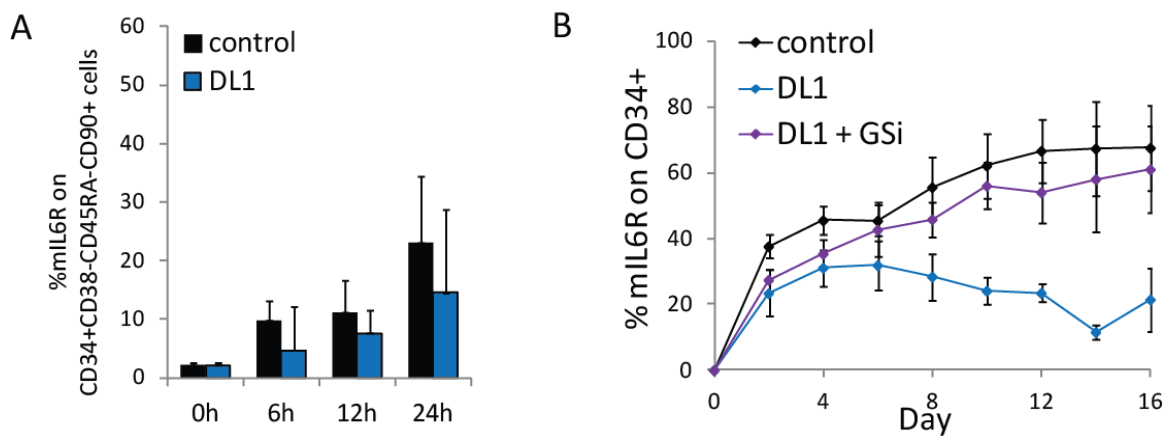 A
%mIL6R on
CD34+CD38-CD45RA-CD90+ cells
60
50
40
30
20
10
0
control
DL1
0h 6h 12h 24h
B
% mIL6R on CD34+
100
80
60
40
20
0
control
DL1
DL1 + GSi
0 4 8 12 16
Day